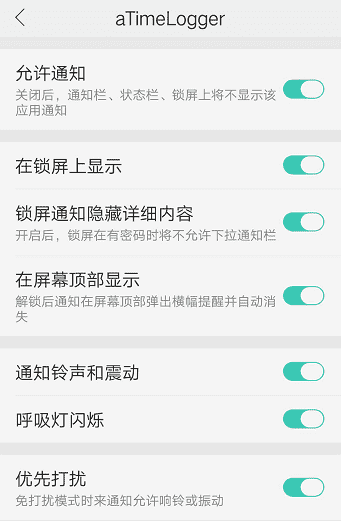 aTimeLogger
允许通知
关闭后，通知栏、状态栏、锁屏上将不显示该
应用通知
在锁屏上显示
锁屏通知隐藏详细内容
开启后，锁屏在有密码时将不允许下拉通知栏
在屏幕顶部显示
解锁后通知在屏幕顶部弹出横幅提醒并自动消
失
通知铃声和震动
呼吸灯闪烁
优先打扰
免打扰模式时来通知允许响铃或振动